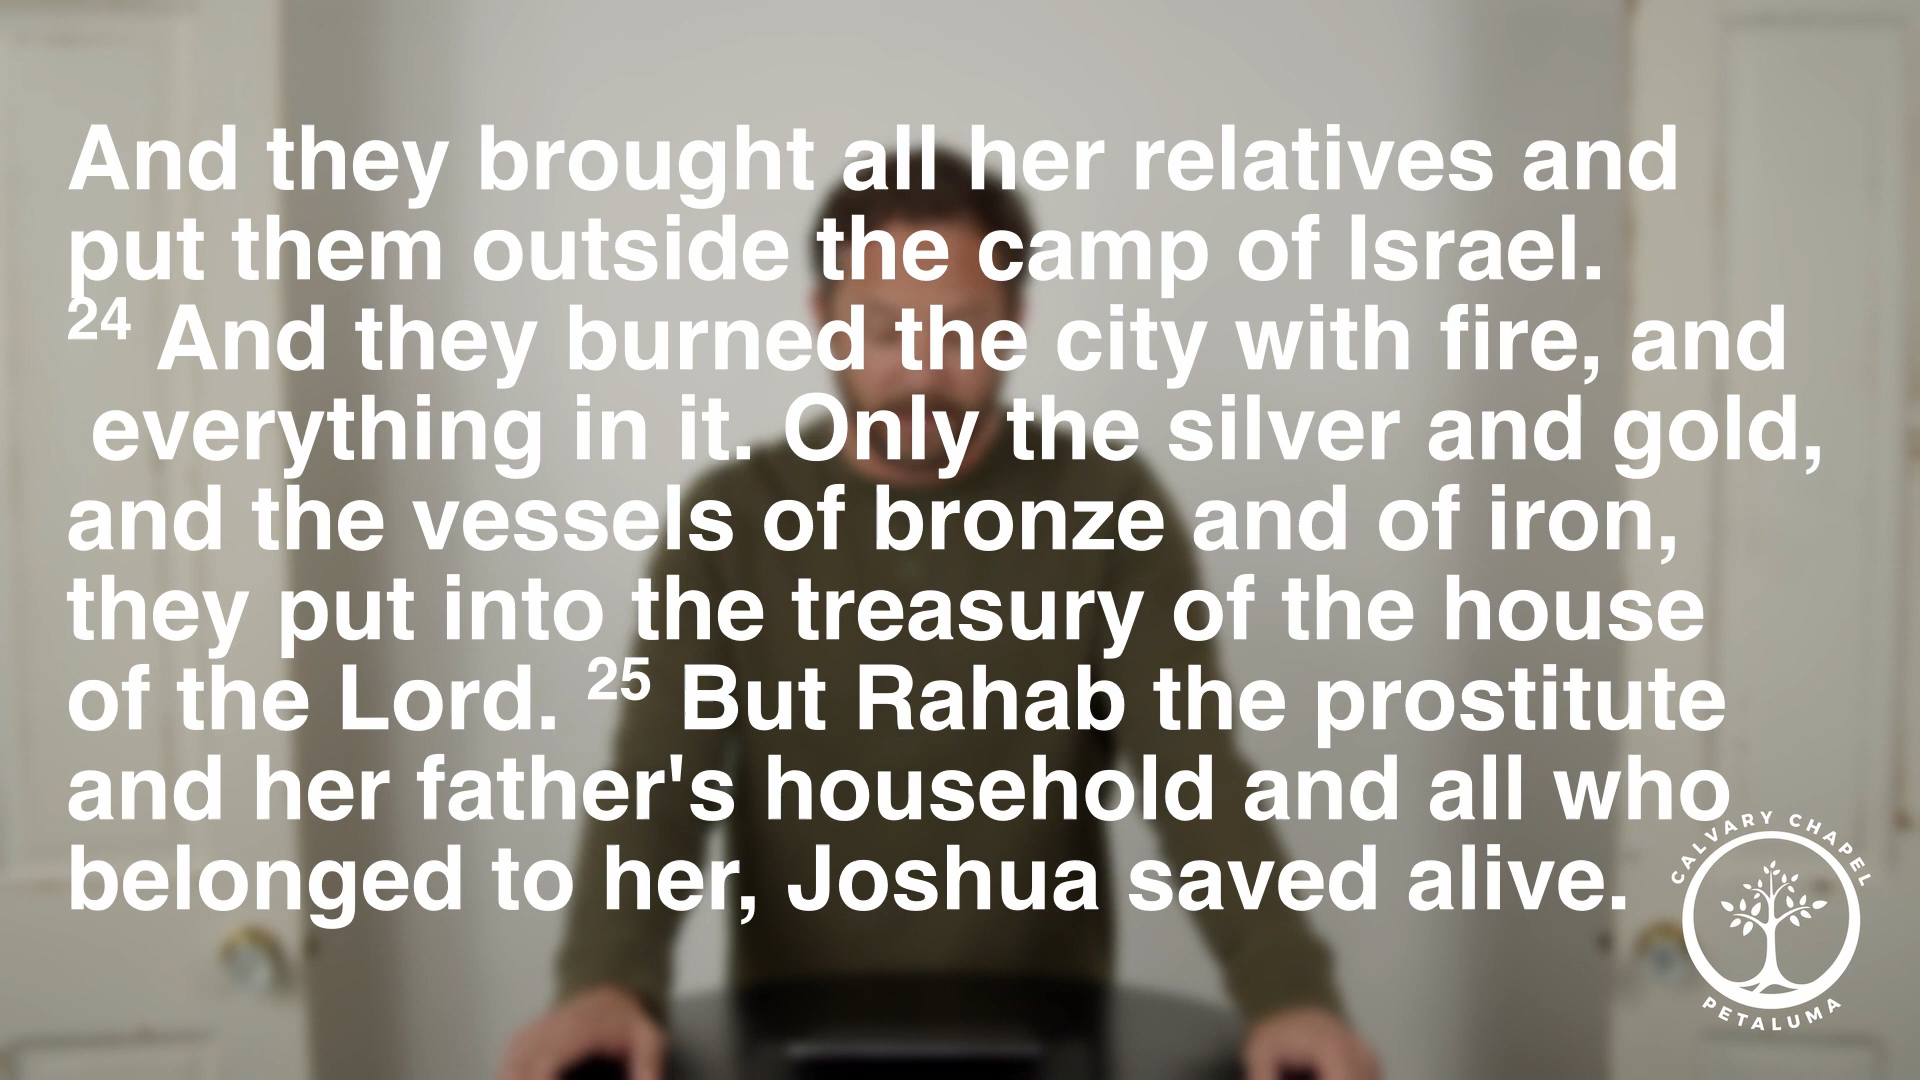 And they brought all her relatives and
put them outside the camp of Israel.
24 And they burned the city with fire, and
everything in it. Only the silver and gold,
and the vessels of bronze and of iron,
they put into the treasury of the house
of the Lord. 25 But Rahab the prostitute
and her father's household and all who
belonged to her, Joshua saved alive.
CALVARY CHAPEL
PETALUMA